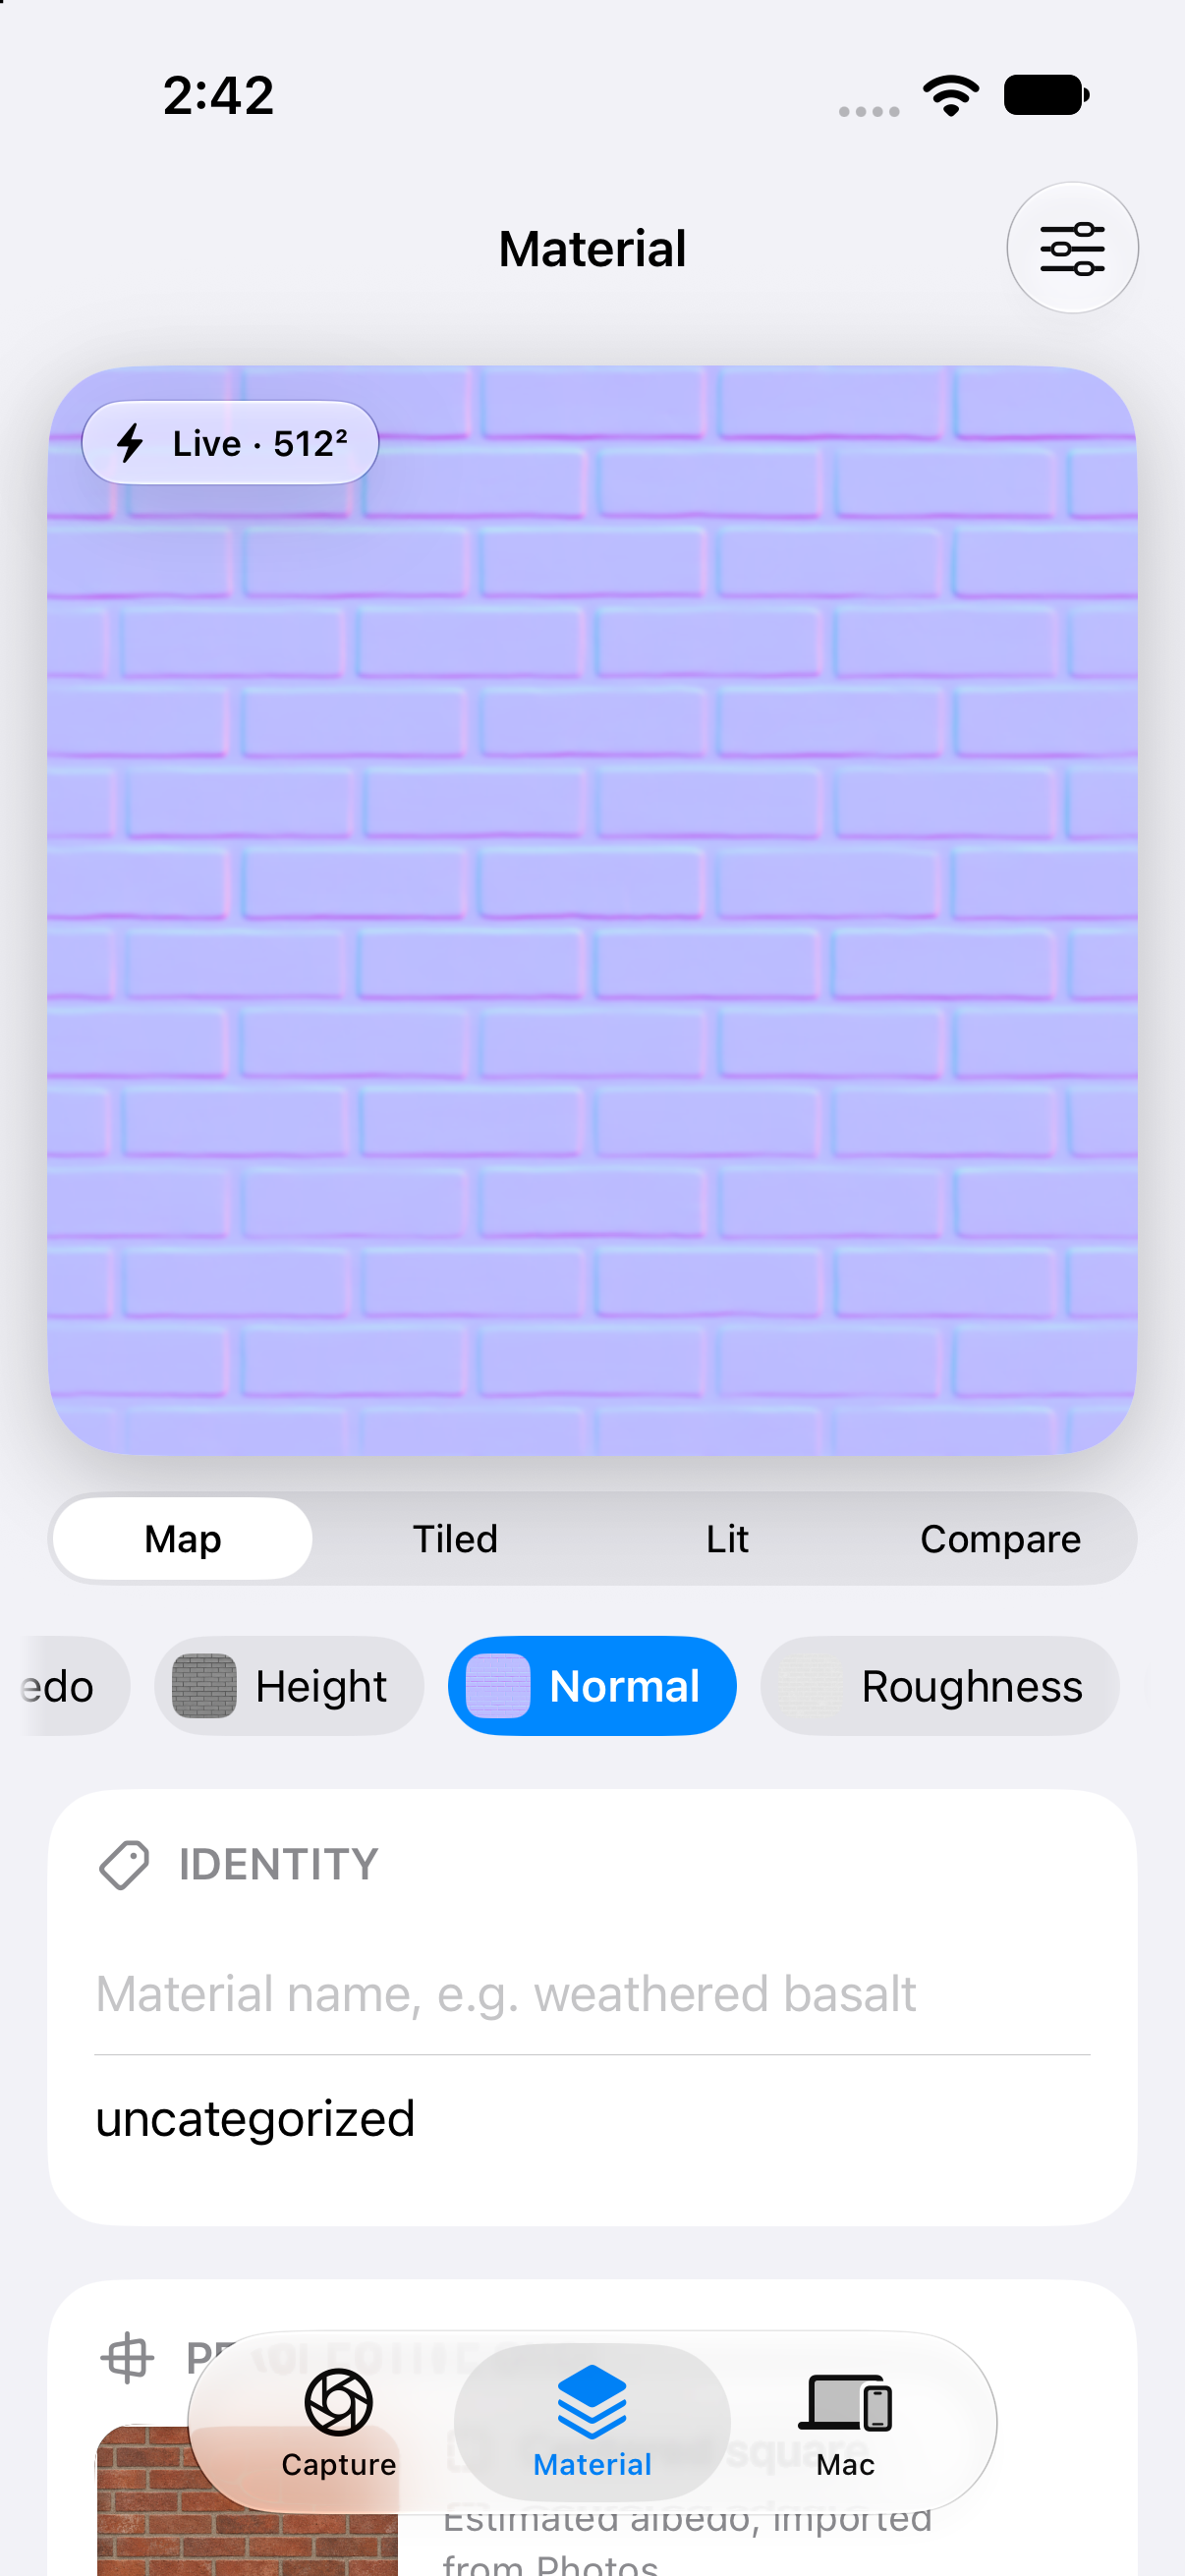 2:42
Material
Live · 512²
Map Tiled Lit Compare
edo Height Normal Roughness
IDENTITY
Material name, e.g. weathered basalt
uncategorized
square
Capture Material Mac
Estimated albedo, imported
from Photos